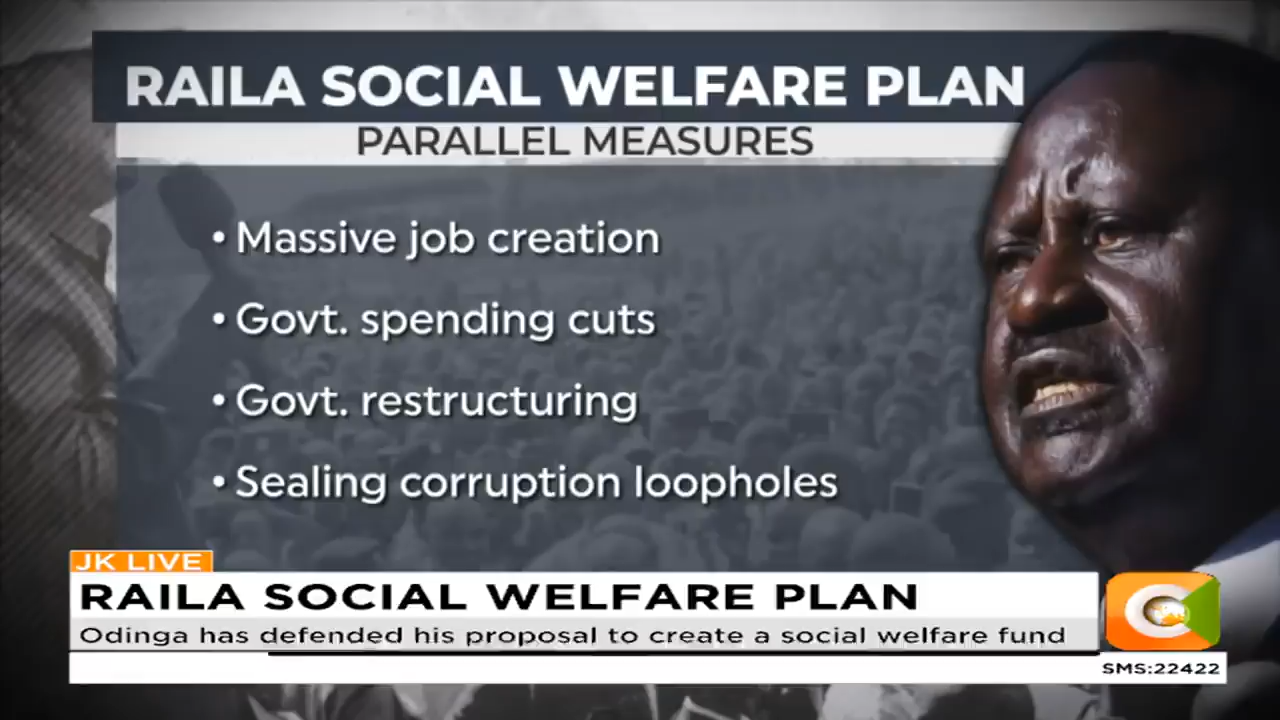 RAILA SOCIAL WELFARE PLAN
PARALLEL MEASURES
• Massive job creation
• Govt. spending cuts
• Govt. restructuring
• Sealing corruption loopholes
JK LIVE
RAILA SOCIAL WELFARE PLAN
Odinga has defended his proposal to create a social welfare fund
SMS:22422